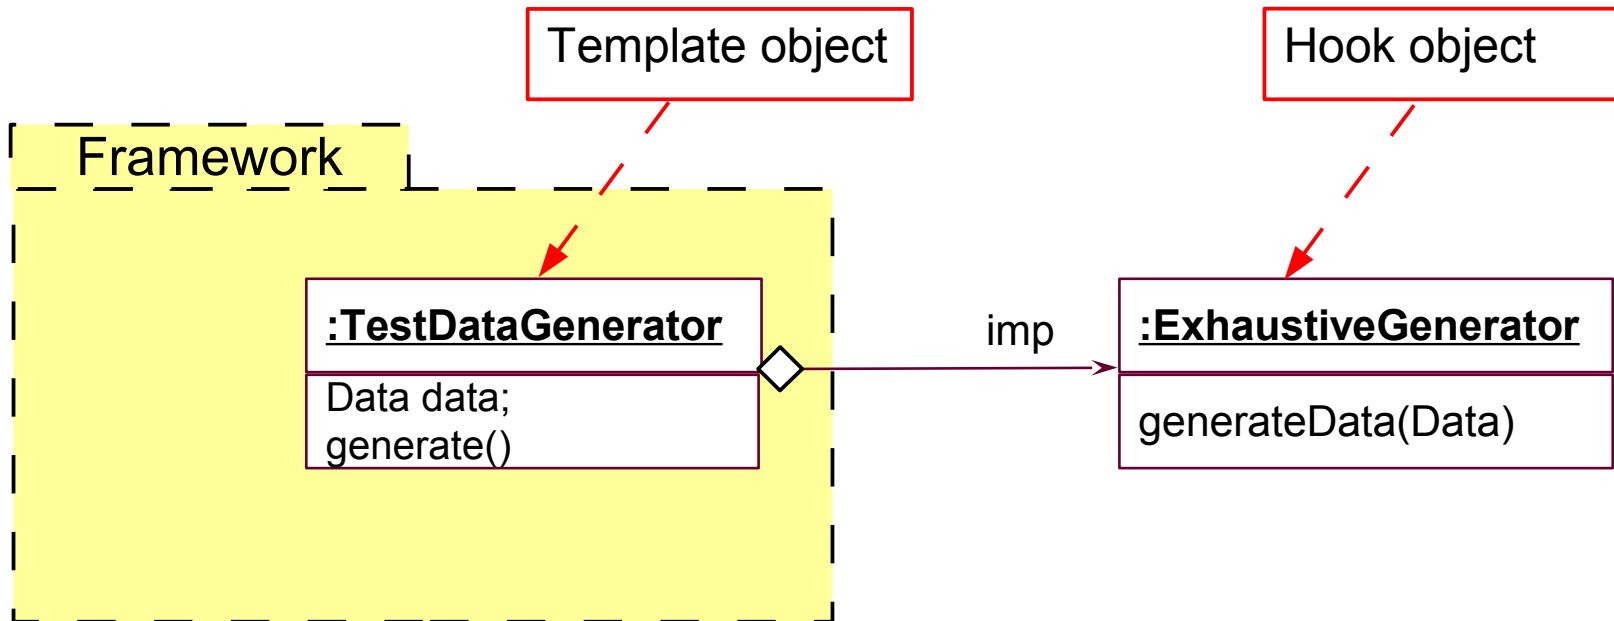 Template object
Hook object
Framework
:TestDataGenerator
imp
:ExhaustiveGenerator
Data data;
generate()
generateData(Data)